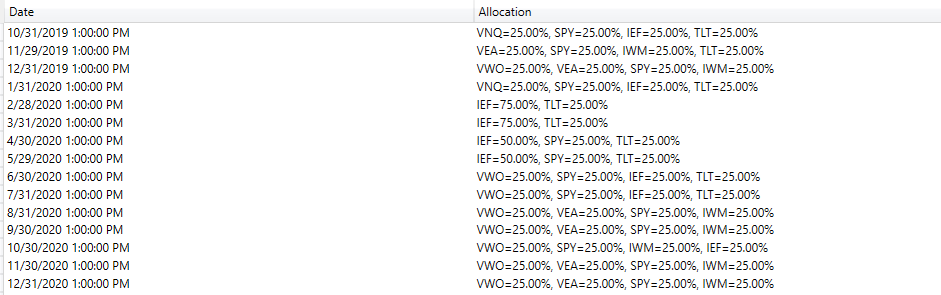 Date Allocation
10/31/2019 1:00:00 PM VNQ=25.00%, SPY=25.00%, IEF=25.00%, TLT=25.00%
11/29/2019 1:00:00 PM VEA=25.00%, SPY=25.00%, IWM=25.00%, TLT=25.00%
12/31/2019 1:00:00 PM VWO=25.00%, VEA=25.00%, SPY=25.00%, IWM=25.00%
1/31/2020 1:00:00 PM VNQ=25.00%, SPY=25.00%, IEF=25.00%, TLT=25.00%
2/28/2020 1:00:00 PM IEF=75.00%, TLT=25.00%
3/31/2020 1:00:00 PM IEF=75.00%, TLT=25.00%
4/30/2020 1:00:00 PM IEF=50.00%, SPY=25.00%, TLT=25.00%
5/29/2020 1:00:00 PM IEF=50.00%, SPY=25.00%, TLT=25.00%
6/30/2020 1:00:00 PM VWO=25.00%, SPY=25.00%, IEF=25.00%, TLT=25.00%
7/31/2020 1:00:00 PM VWO=25.00%, SPY=25.00%, IEF=25.00%, TLT=25.00%
8/31/2020 1:00:00 PM VWO=25.00%, VEA=25.00%, SPY=25.00%, IWM=25.00%
9/30/2020 1:00:00 PM VWO=25.00%, VEA=25.00%, SPY=25.00%, IWM=25.00%
10/30/2020 1:00:00 PM VWO=25.00%, SPY=25.00%, IWM=25.00%, IEF=25.00%
11/30/2020 1:00:00 PM VWO=25.00%, VEA=25.00%, SPY=25.00%, IWM=25.00%
12/31/2020 1:00:00 PM VWO=25.00%, VEA=25.00%, SPY=25.00%, IWM=25.00%